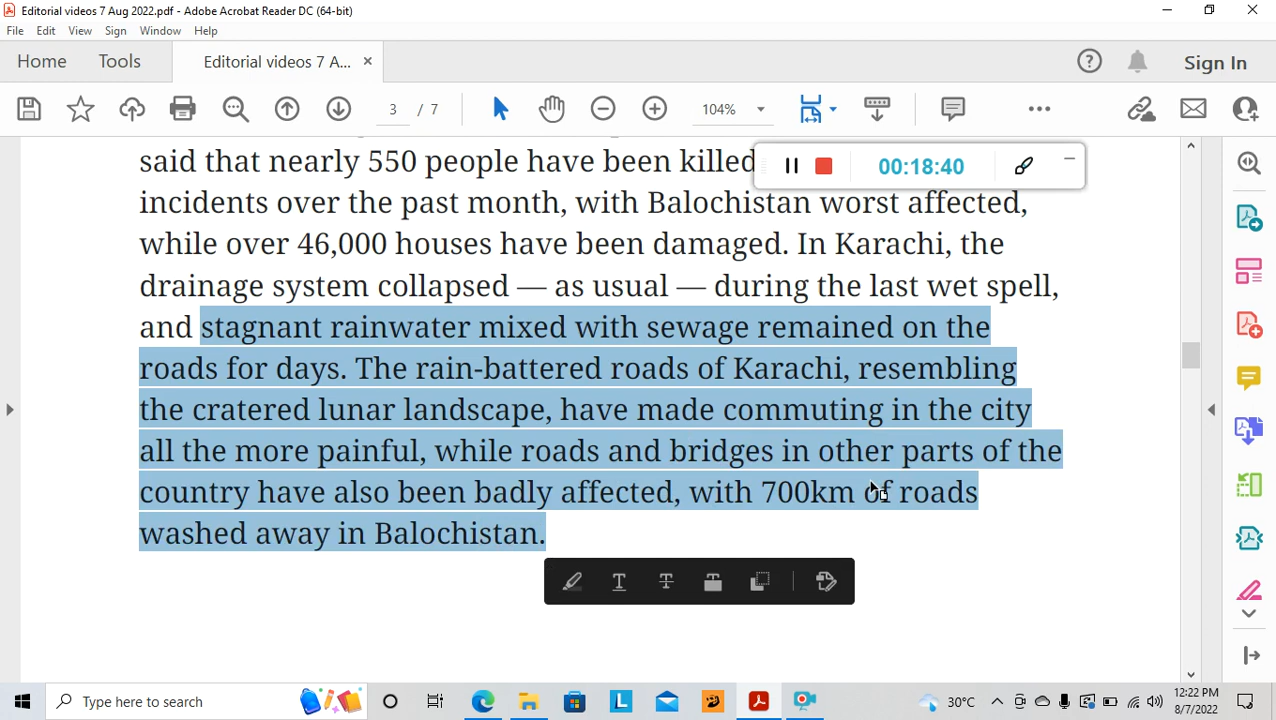 Editorial videos 7 Aug 2022.pdf - Adobe Acrobat Reader DC (64-bit)
File Edit View Sign Window Help
Home Tools Editorial videos 7 A... × Sign In
3 / 7 104%
said that nearly 550 people have been killed
00:18:40
incidents over the past month, with Balochistan worst affected,
while over 46,000 houses have been damaged. In Karachi, the
drainage system collapsed — as usual — during the last wet spell,
and stagnant rainwater mixed with sewage remained on the
roads for days. The rain-battered roads of Karachi, resembling
the cratered lunar landscape, have made commuting in the city
all the more painful, while roads and bridges in other parts of the
country have also been badly affected, with 700km of roads
washed away in Balochistan.
Type here to search
30°C
12:22 PM
8/7/2022